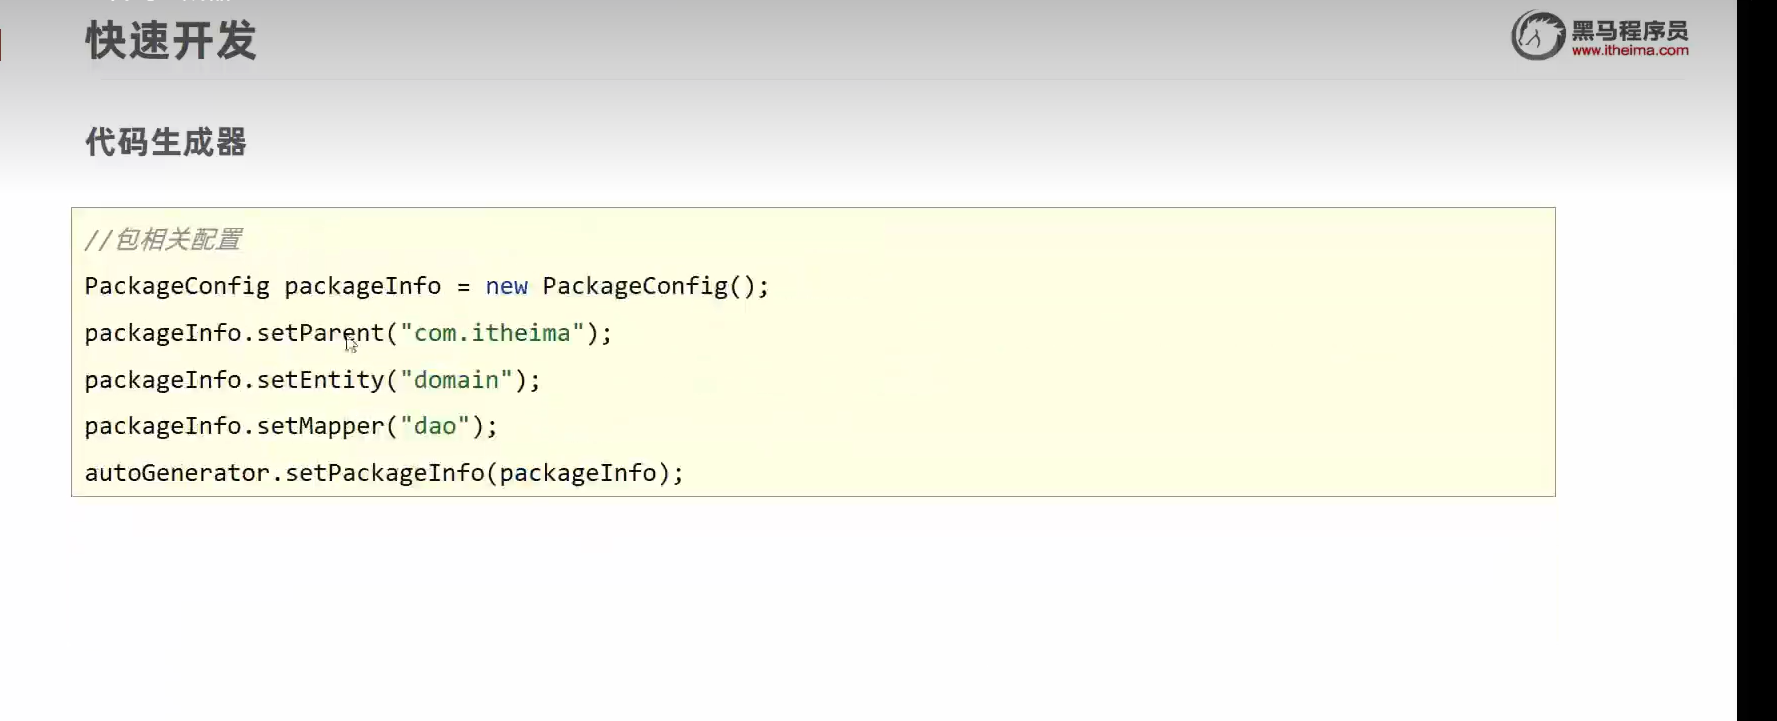 快速开发
黑马程序员
www.itheima.com
代码生成器
//包相关配置
PackageConfig packageInfo = new PackageConfig();
packageInfo.setParent("com.itheima");
packageInfo.setEntity("domain");
packageInfo.setMapper("dao");
autoGenerator.setPackageInfo(packageInfo);